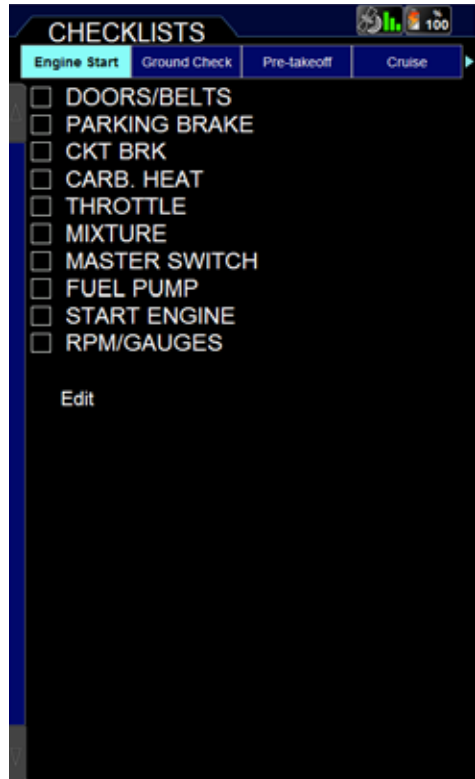 CHECKLISTS
% 100
Engine Start Ground Check Pre-takeoff Cruise
DOORS/BELTS
PARKING BRAKE
CKT BRK
CARB. HEAT
THROTTLE
MIXTURE
MASTER SWITCH
FUEL PUMP
START ENGINE
RPM/GAUGES
Edit